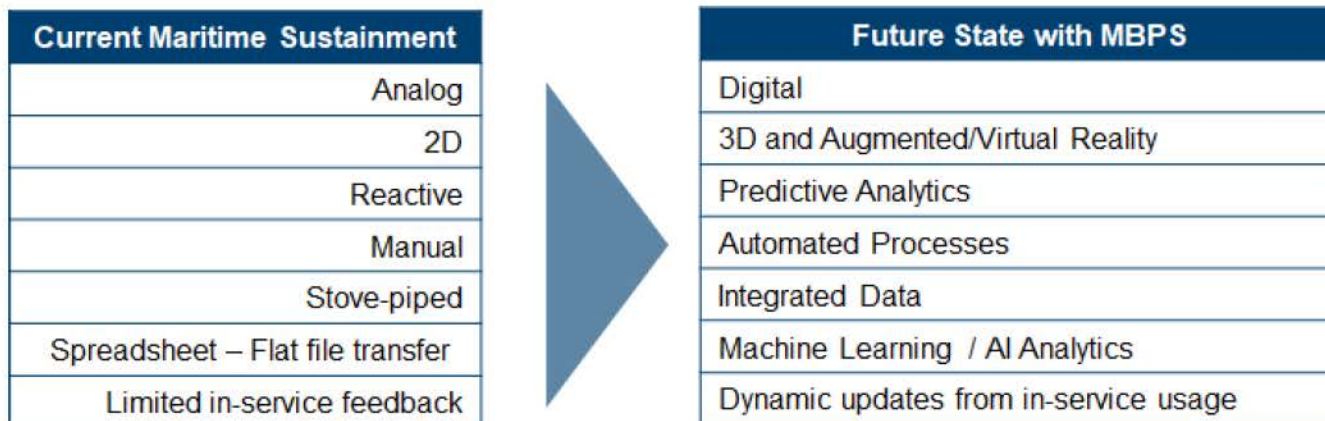 Current Maritime Sustainment
Analog
2D
Reactive
Manual
Stove-piped
Spreadsheet – Flat file transfer
Limited in-service feedback
Future State with MBPS
Digital
3D and Augmented/Virtual Reality
Predictive Analytics
Automated Processes
Integrated Data
Machine Learning / AI Analytics
Dynamic updates from in-service usage